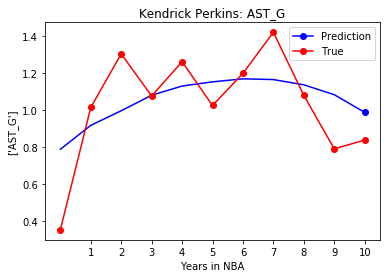 Kendrick Perkins: AST_G
Prediction
True
1.4
1.2
1.0
0.8
0.6
0.4
['AST_G']
1 2 3 4 5 6 7 8 9 10
Years in NBA